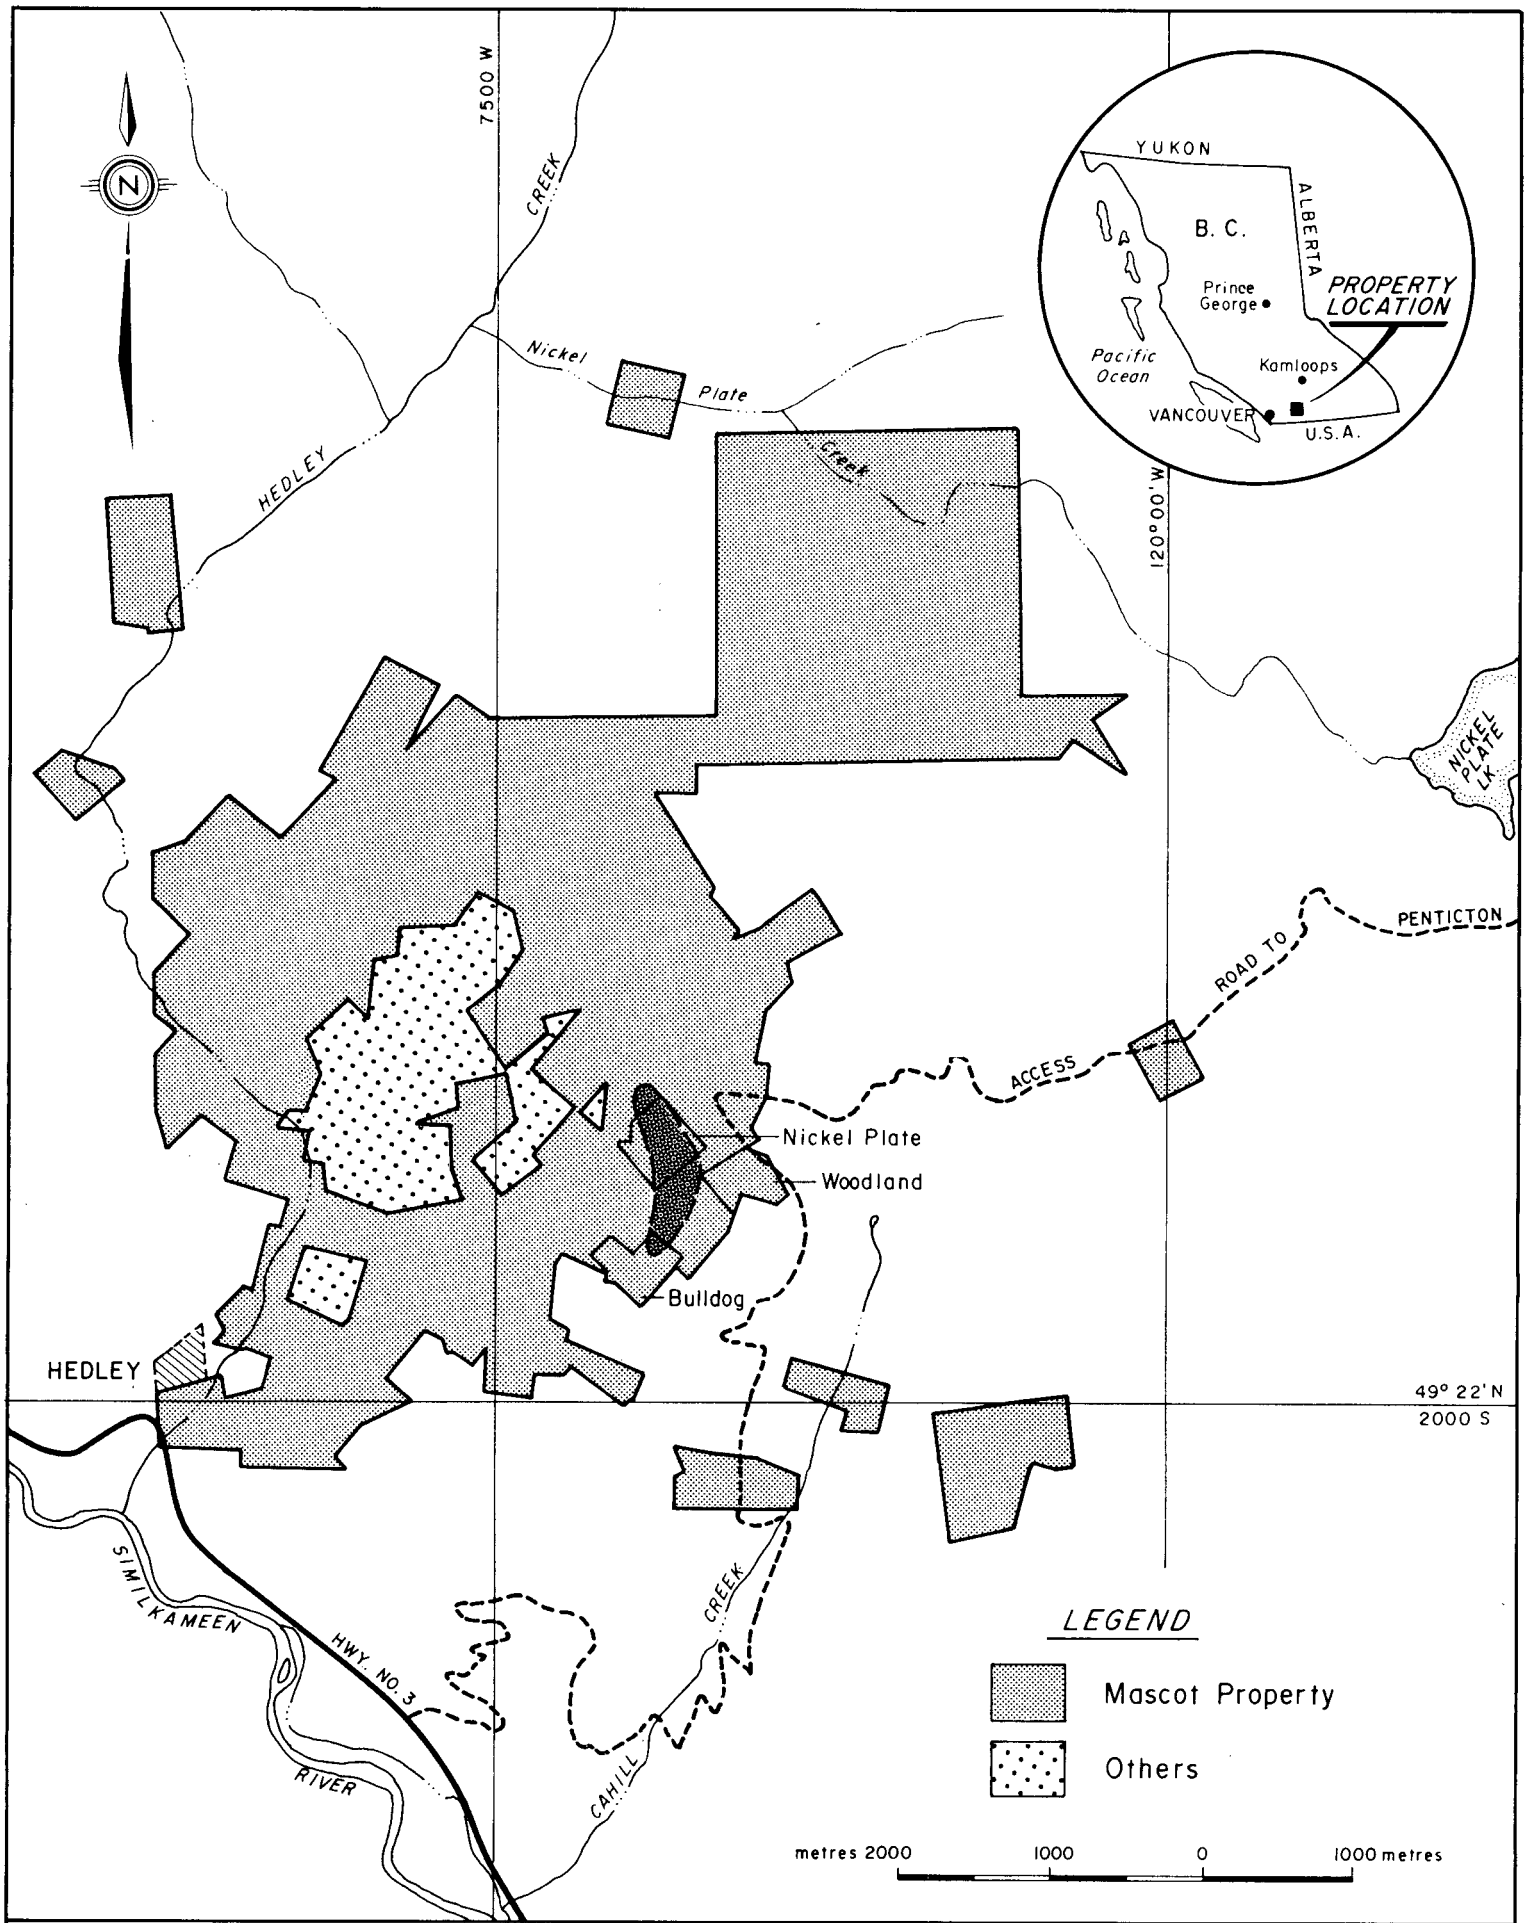 7500 W
CREEK
N
YUKON
ALBERTA
B. C.
PROPERTY
LOCATION
Prince
George
Pacific
Ocean
Kamloops
VANCOUVER
U.S.A.
Nickel
Plate
Creek
HEDLEY
120°00' W
NICKEL
PLATE
LK
PENTICTON
ROAD TO
ACCESS
Nickel Plate
Woodland
Bulldog
HEDLEY
49° 22' N
2000 S
SIMILKAMEEN
RIVER
HWY. NO. 3
CREEK
CAHILL
LEGEND
Mascot Property
Others
metres 2000 1000 0 1000 metres